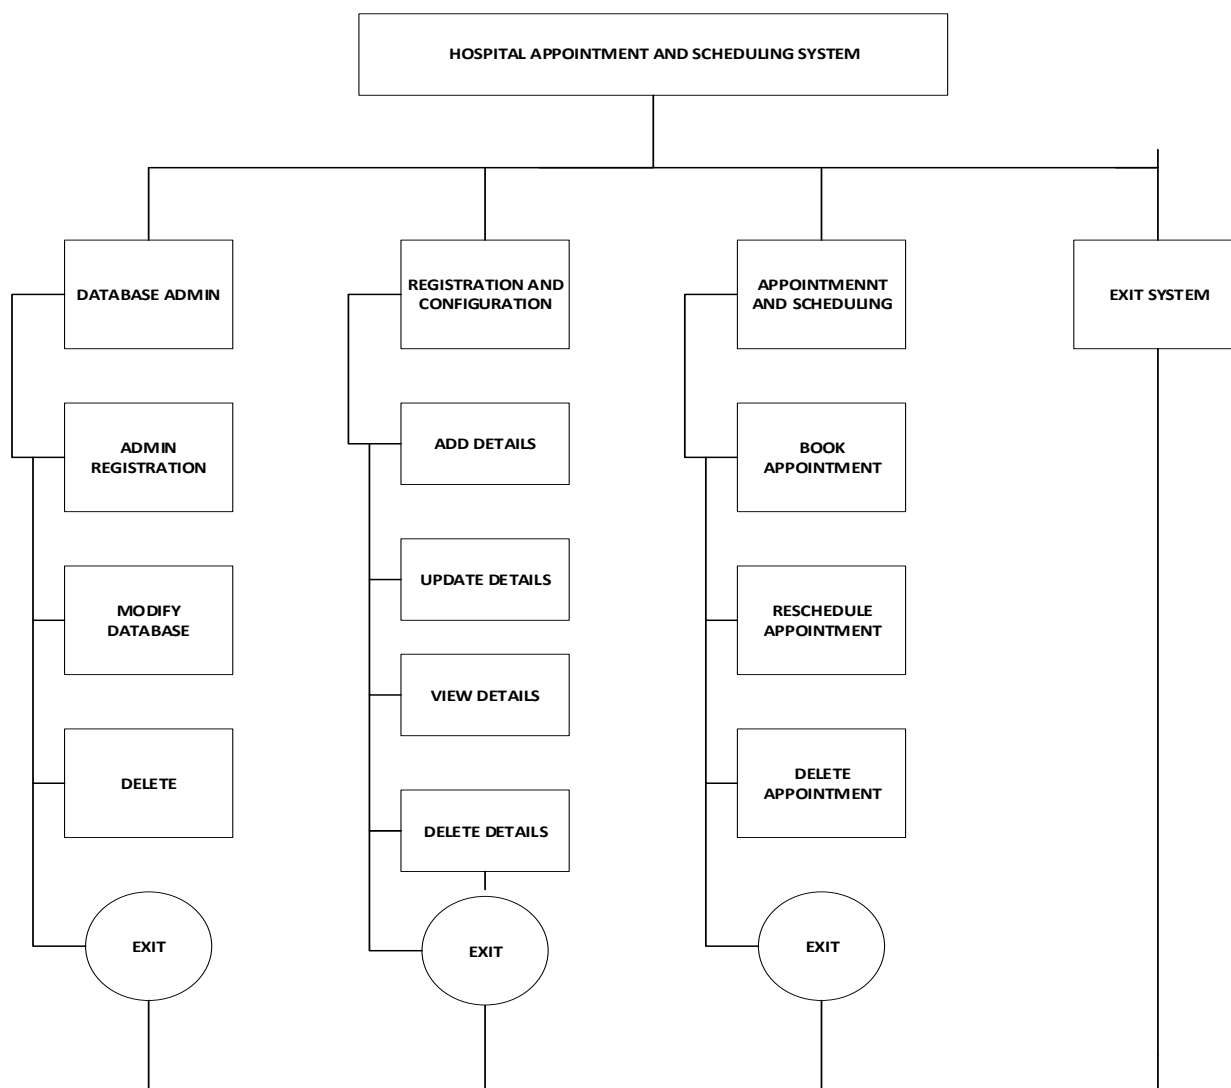 HOSPITAL APPOINTMENT AND SCHEDULING SYSTEM
DATABASE ADMIN
REGISTRATION AND
CONFIGURATION
APPOINTMENNT
AND SCHEDULING
EXIT SYSTEM
ADMIN
REGISTRATION
MODIFY
DATABASE
DELETE
EXIT
ADD DETAILS
UPDATE DETAILS
VIEW DETAILS
DELETE DETAILS
EXIT
BOOK
APPOINTMENT
RESCHEDULE
APPOINTMENT
DELETE
APPOINTMENT
EXIT